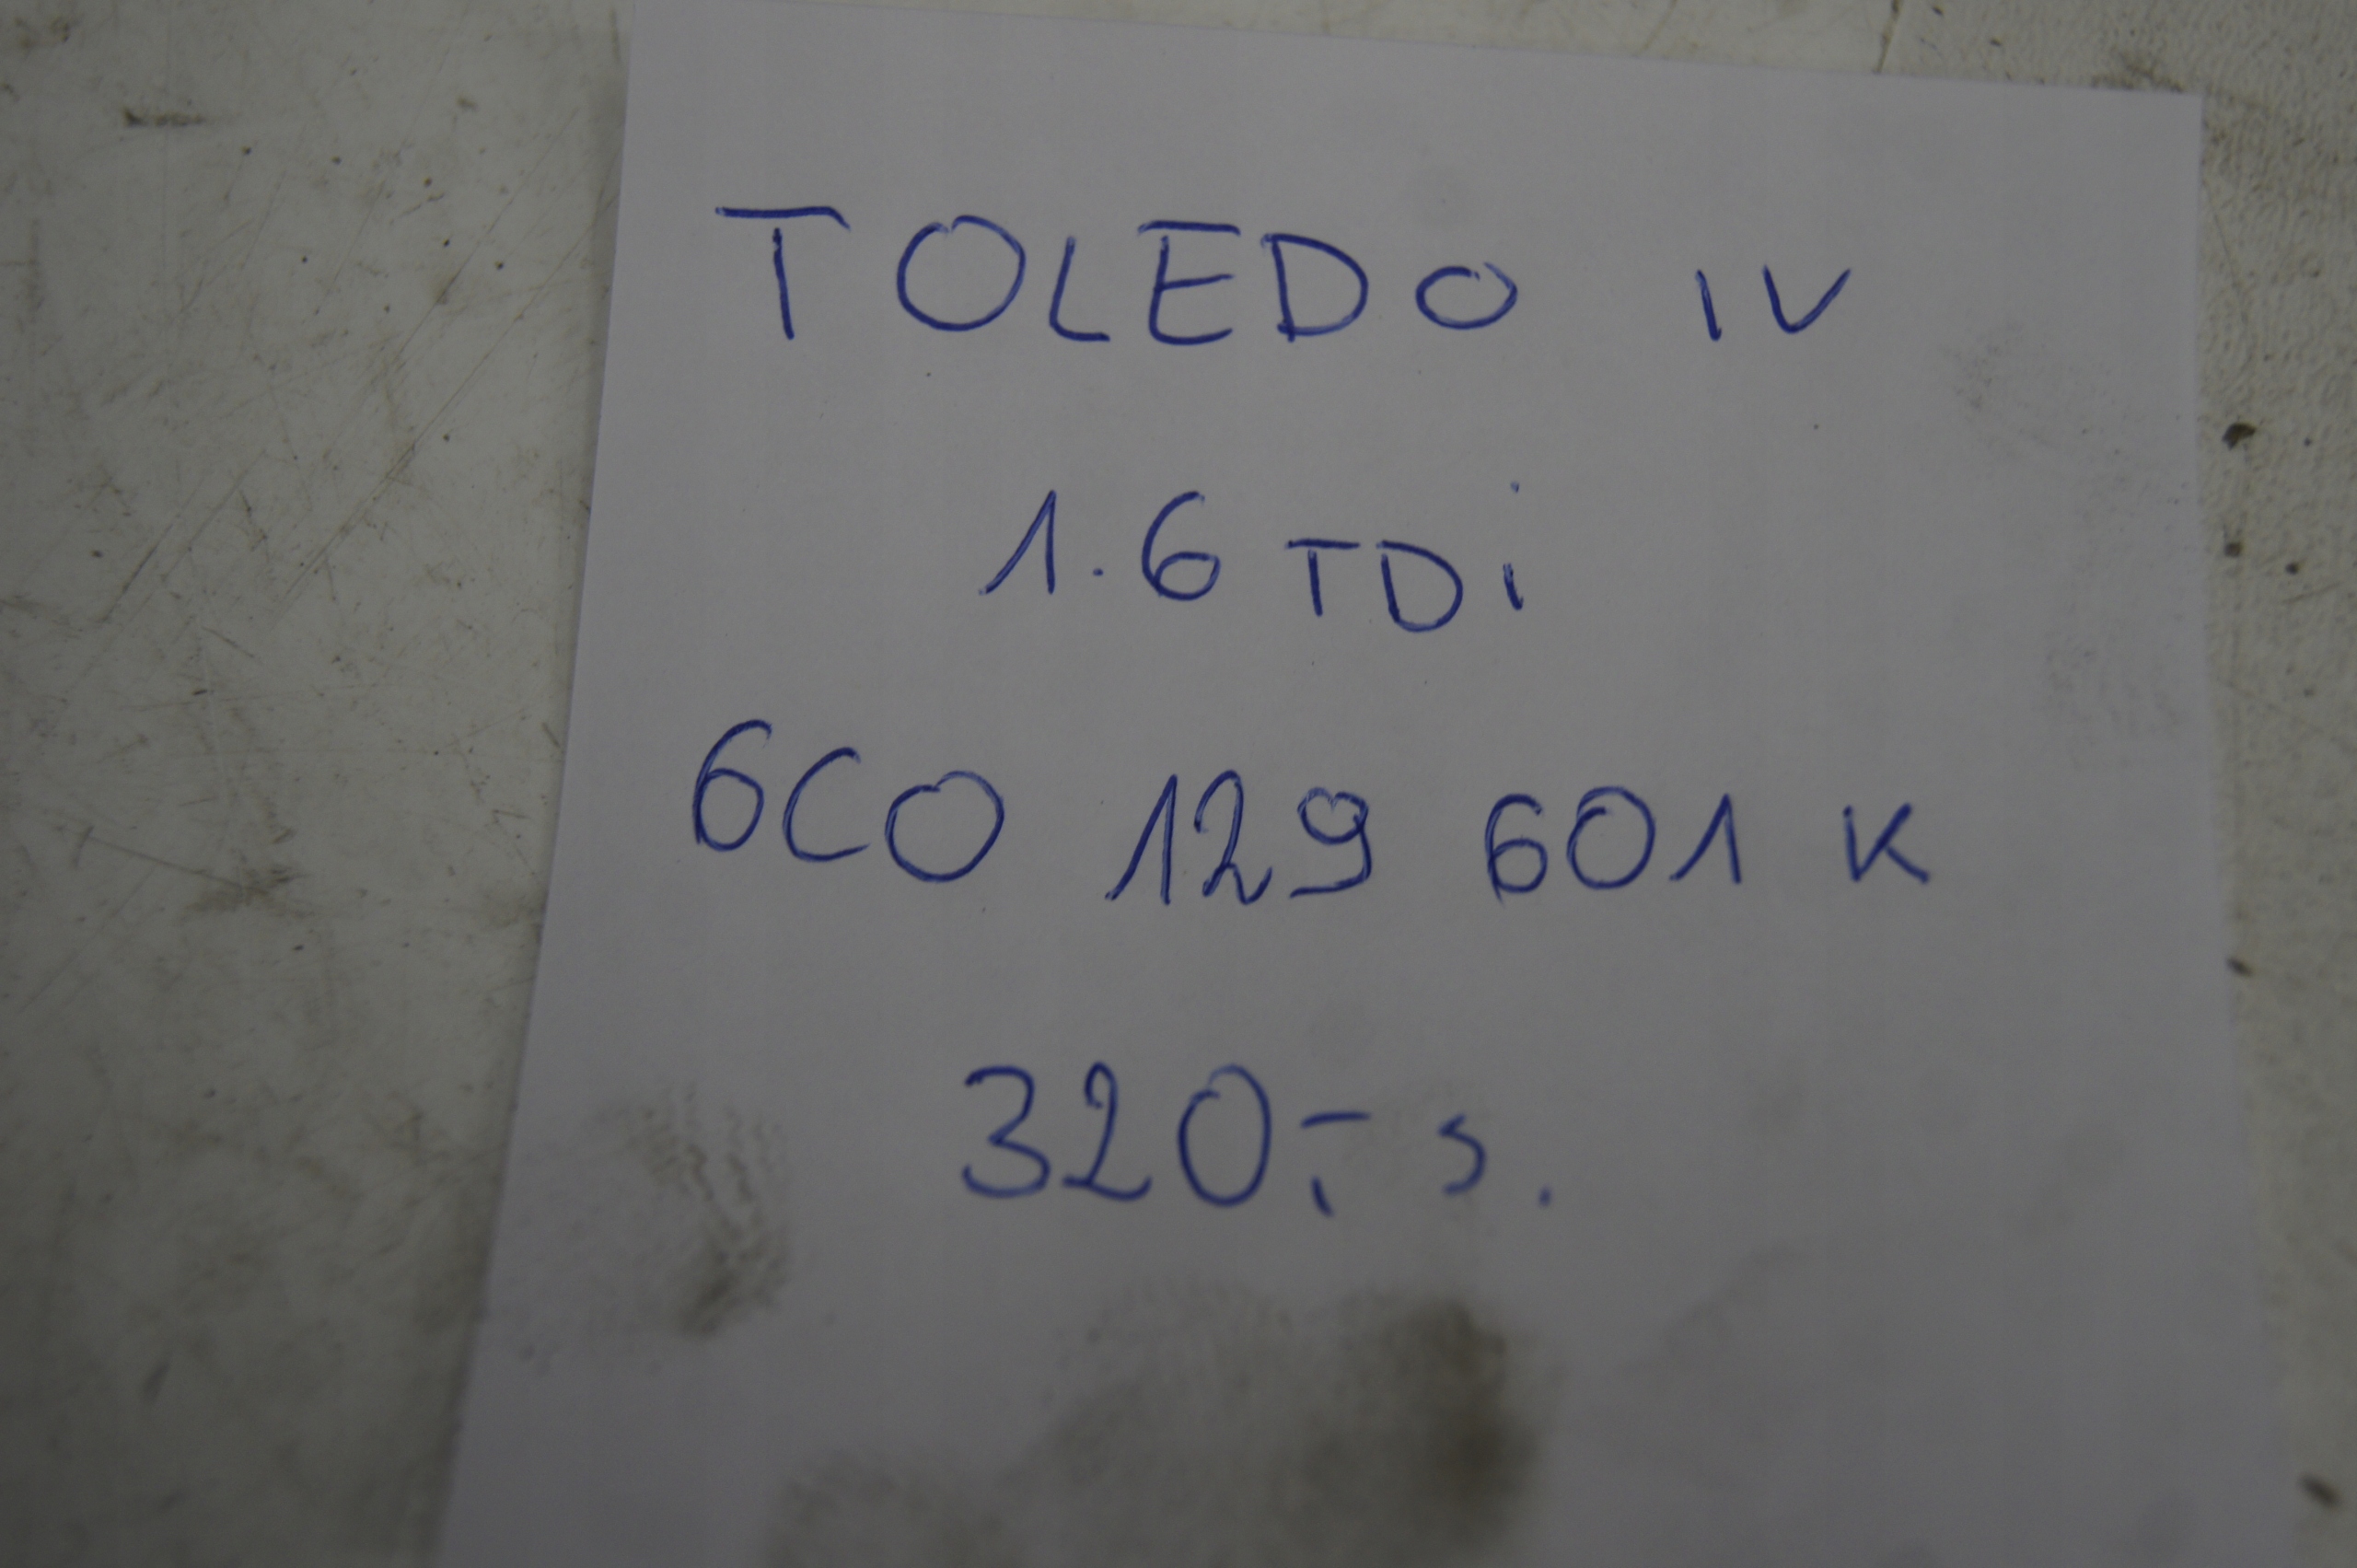 TOLEDO IV
1.6 TDi
6C0 129 601 K
320,- s.